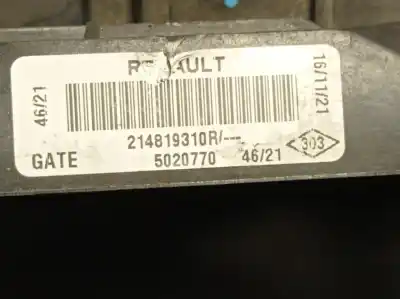 RENAULT
46/21
16/11/21
214819310R/---
GATE 5020770 46/21 303